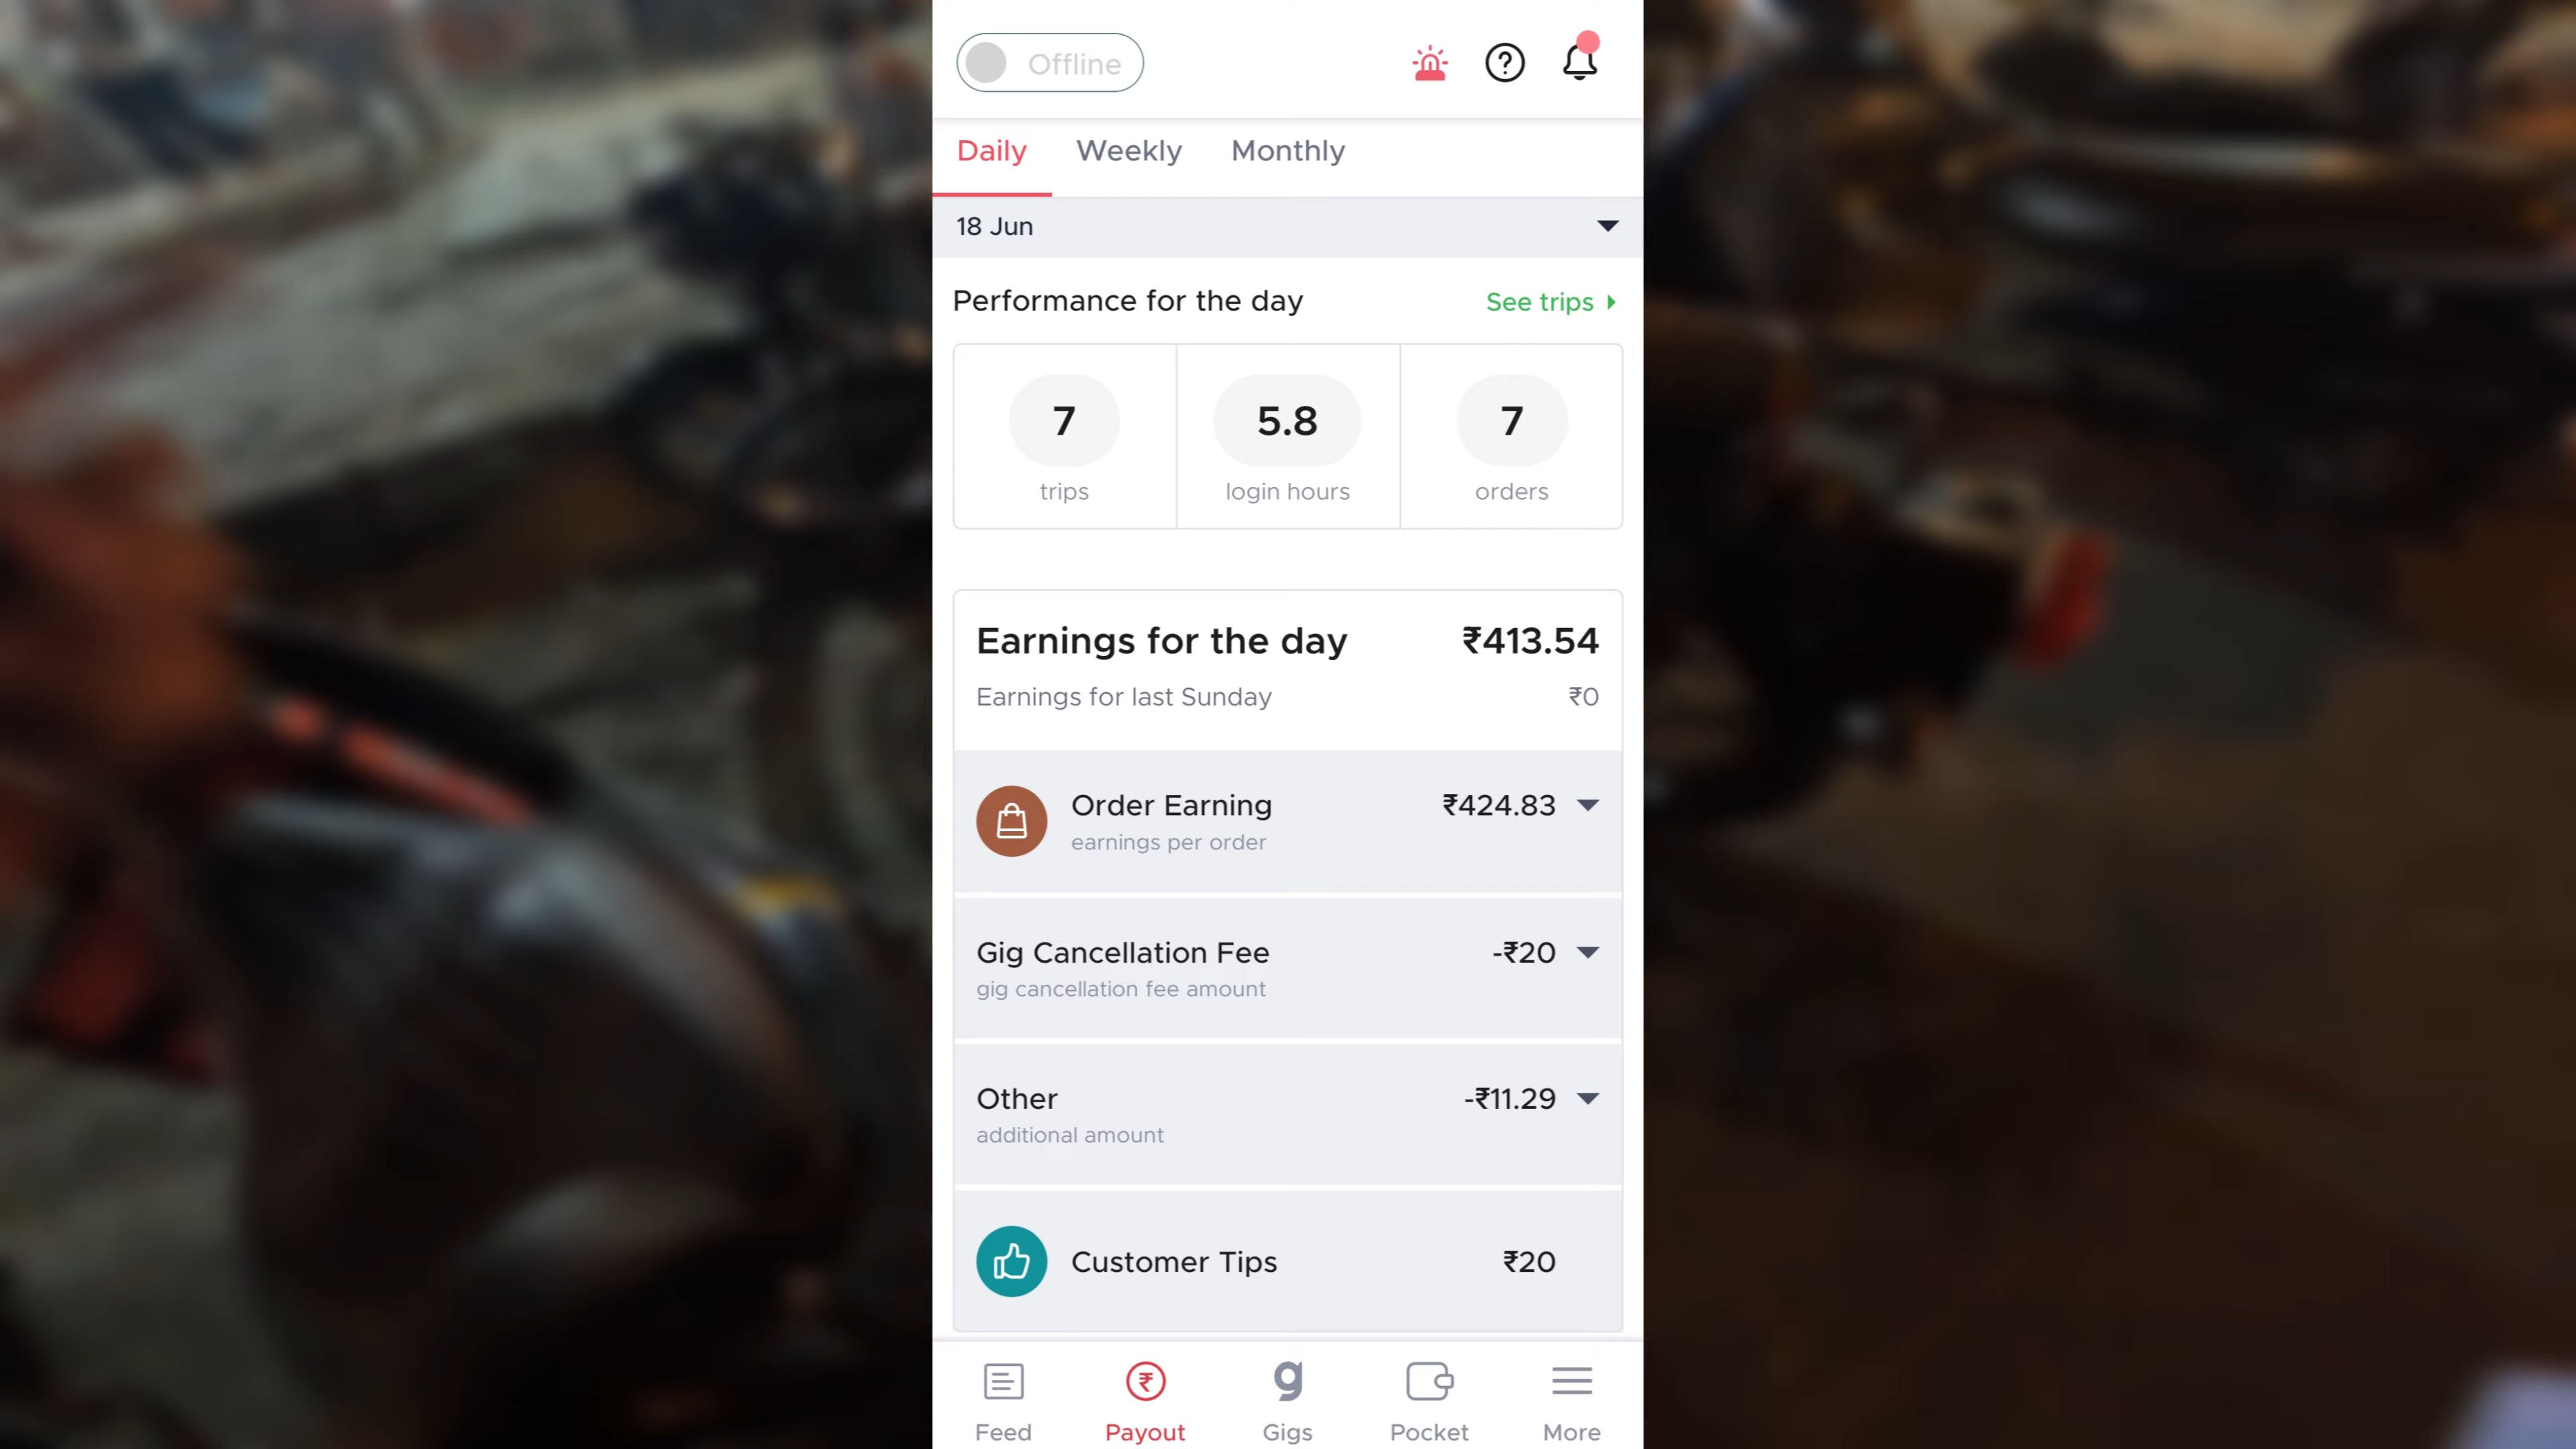 Offline
Daily Weekly Monthly
18 Jun
Performance for the day See trips
7 5.8 7
trips login hours orders
Earnings for the day ₹413.54
Earnings for last Sunday ₹0
Order Earning ₹424.83
earnings per order
Gig Cancellation Fee -₹20
gig cancellation fee amount
Other -₹11.29
additional amount
Customer Tips ₹20
Feed Payout Gigs Pocket More